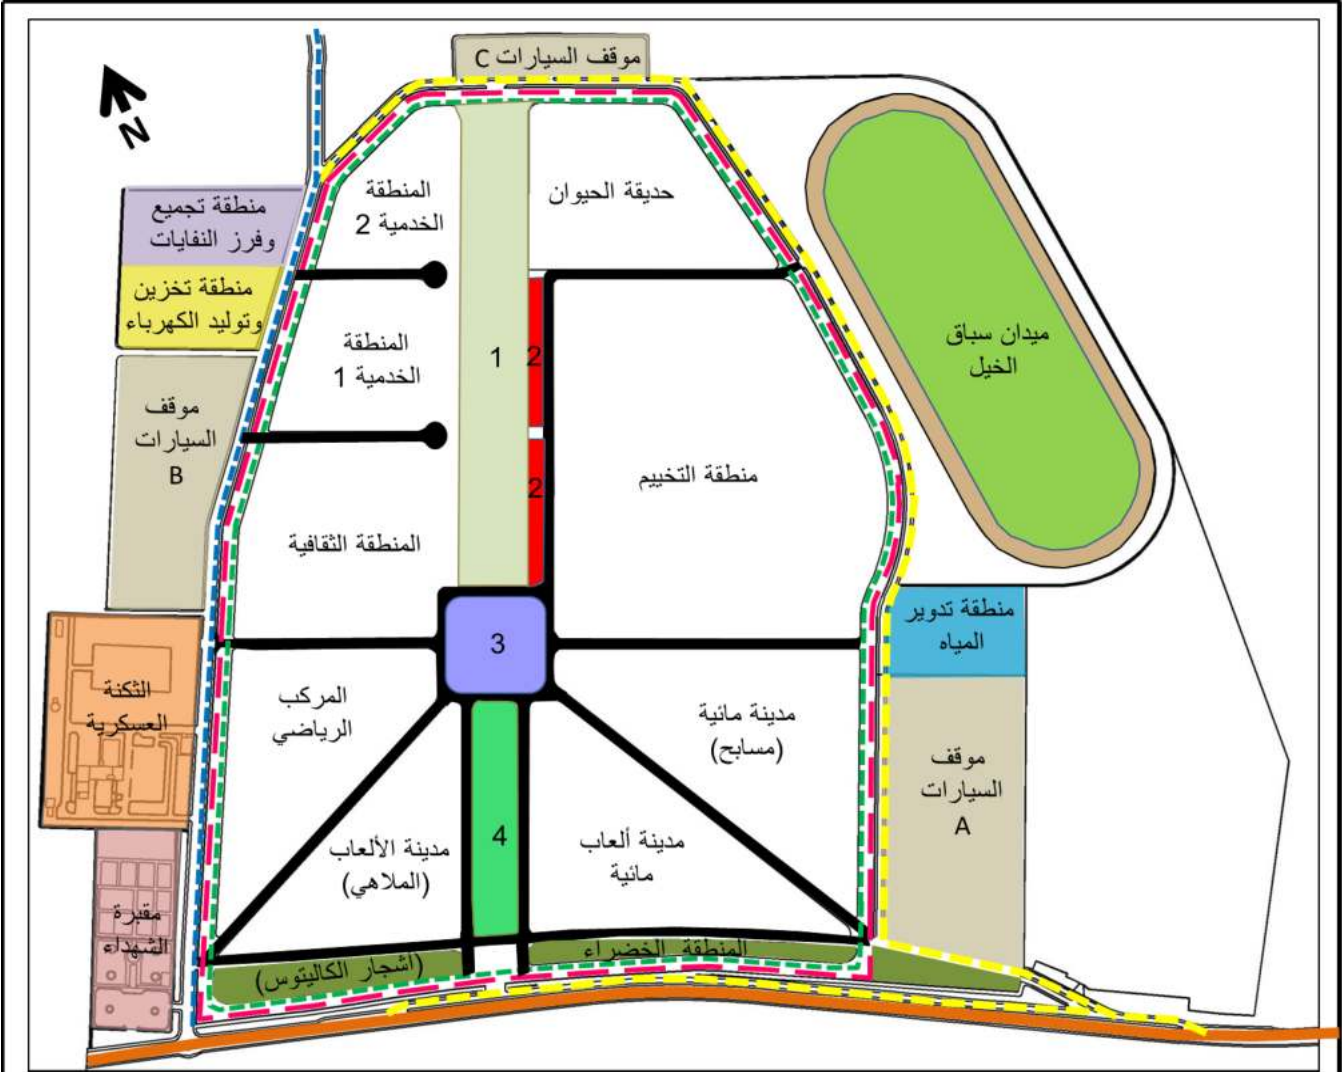 موقف السيارات C
N
المنطقة
الخدمية 2
حديقة الحيوان
منطقة تجميع
وفرز النفايات
منطقة تخزين
وتوليد الكهرباء
المنطقة
الخدمية 1
1
2
ميدان سباق
الخيل
موقف
السيارات
B
2
منطقة التخييم
المنطقة الثقافية
منطقة تدوير
المياه
3
الثكنة
العسكرية
المركب
الرياضي
مدينة مائية
(مسابح)
موقف
السيارات
A
مدينة الألعاب
(الملاهي)
4
مدينة ألعاب
مائية
مقبرة
الشهداء
المنطقة الخضراء
(أشجار الكاليتوس)